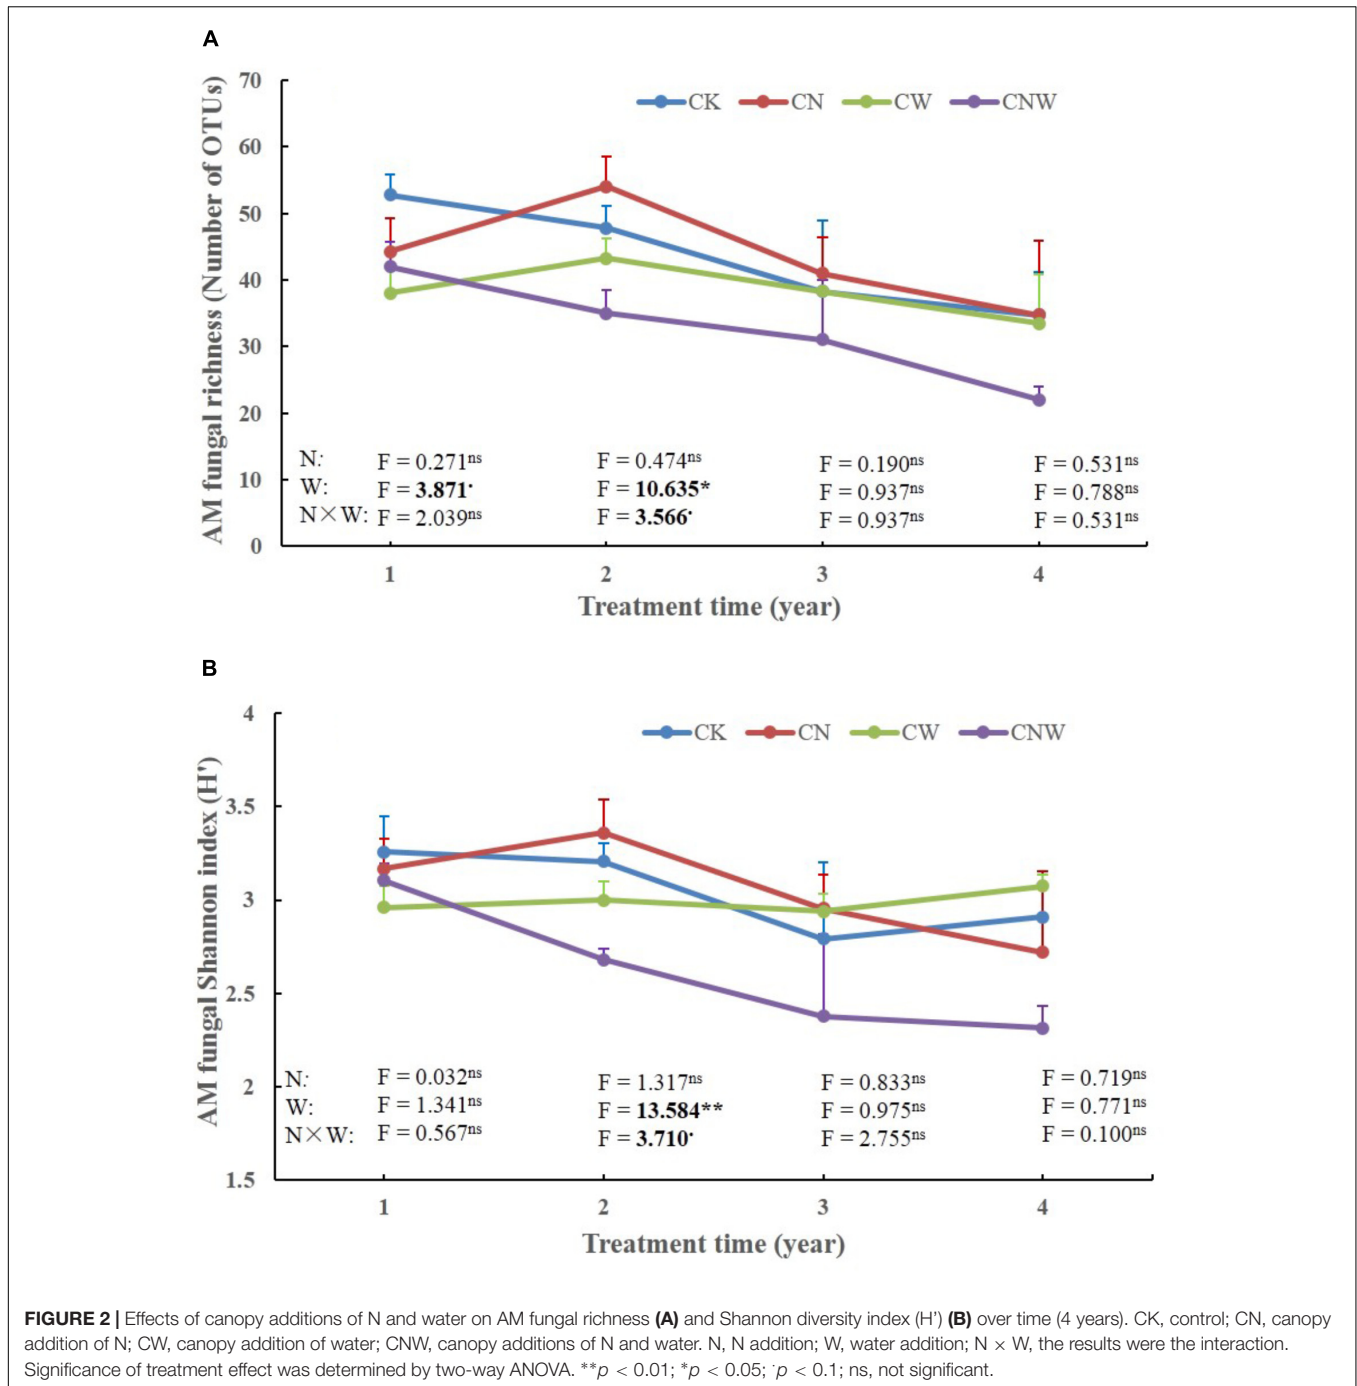 A
AM fungal richness (Number of OTUs)
70
60
50
40
30
20
10
0
CK CN CW CNW
N: F = 0.271ns F = 0.474ns F = 0.190ns F = 0.531ns
W: F = 3.871· F = 10.635* F = 0.937ns F = 0.788ns
N×W: F = 2.039ns F = 3.566· F = 0.937ns F = 0.531ns
1 2 3 4
Treatment time (year)
B
AM fungal Shannon index (H')
4
3.5
3
2.5
2
1.5
CK CN CW CNW
N: F = 0.032ns F = 1.317ns F = 0.833ns F = 0.719ns
W: F = 1.341ns F = 13.584** F = 0.975ns F = 0.771ns
N×W: F = 0.567ns F = 3.710· F = 2.755ns F = 0.100ns
1 2 3 4
Treatment time (year)
FIGURE 2 | Effects of canopy additions of N and water on AM fungal richness (A) and Shannon diversity index (H') (B) over time (4 years). CK, control; CN, canopy
addition of N; CW, canopy addition of water; CNW, canopy additions of N and water. N, N addition; W, water addition; N × W, the results were the interaction.
Significance of treatment effect was determined by two-way ANOVA. **p < 0.01; *p < 0.05; ·p < 0.1; ns, not significant.